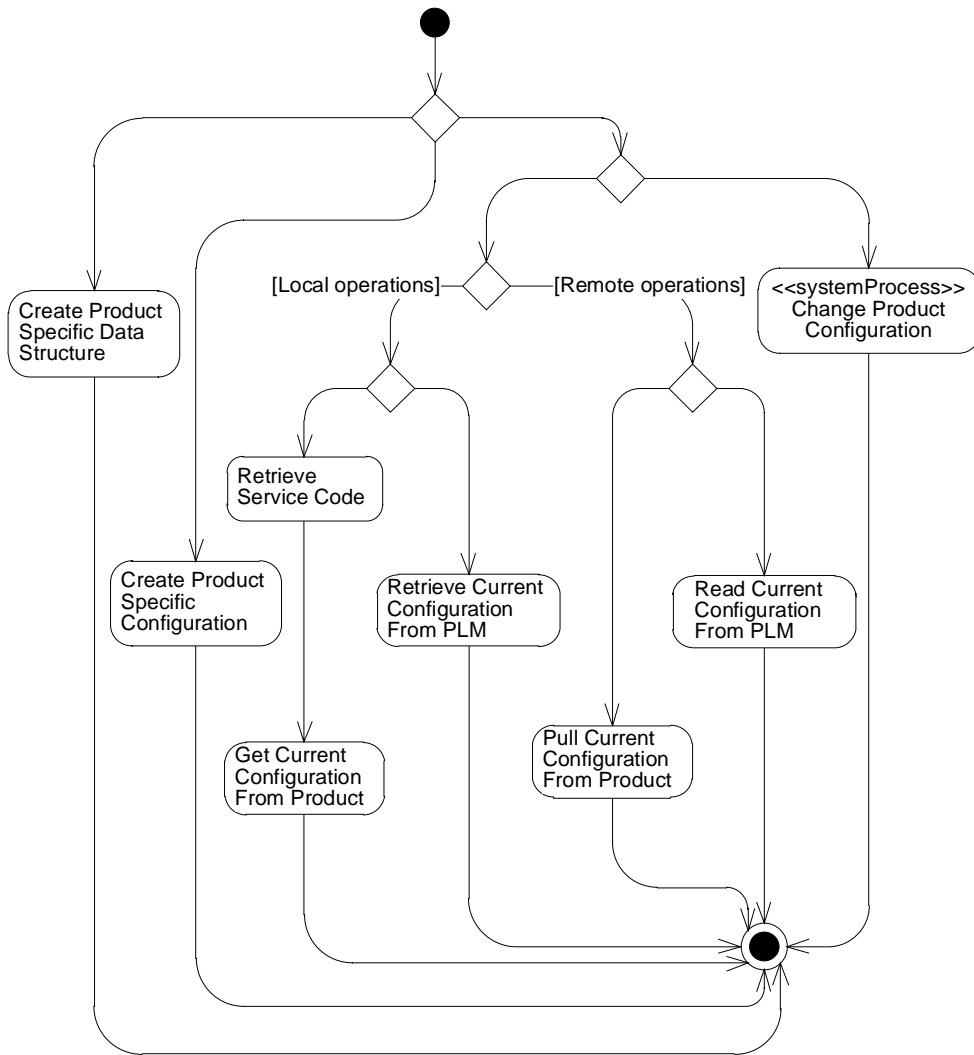 [Local operations]
[Remote operations]
<<systemProcess>>
Change Product
Configuration
Create Product
Specific Data
Structure
Retrieve
Service Code
Create Product
Specific
Configuration
Retrieve Current
Configuration
From PLM
Read Current
Configuration
From PLM
Get Current
Configuration
From Product
Pull Current
Configuration
From Product